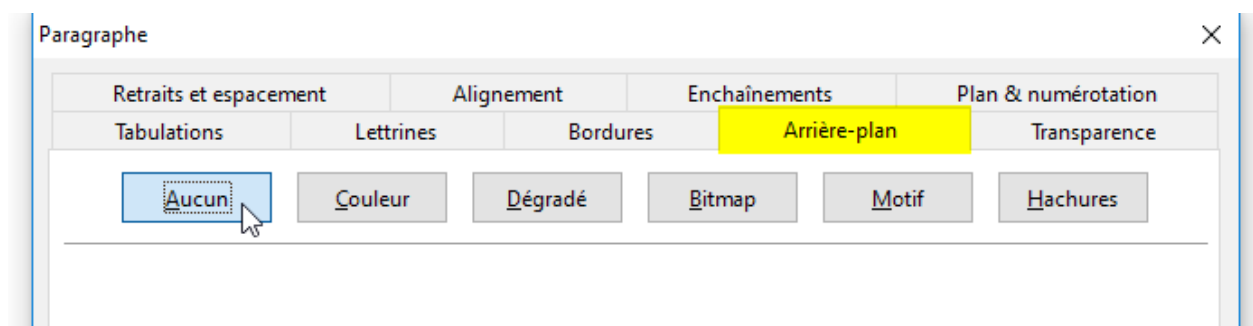 Paragraphe
Retraits et espacement Alignement Enchaînements Plan & numérotation
Tabulations Lettrines Bordures Arrière-plan Transparence
Aucun Couleur Dégradé Bitmap Motif Hachures